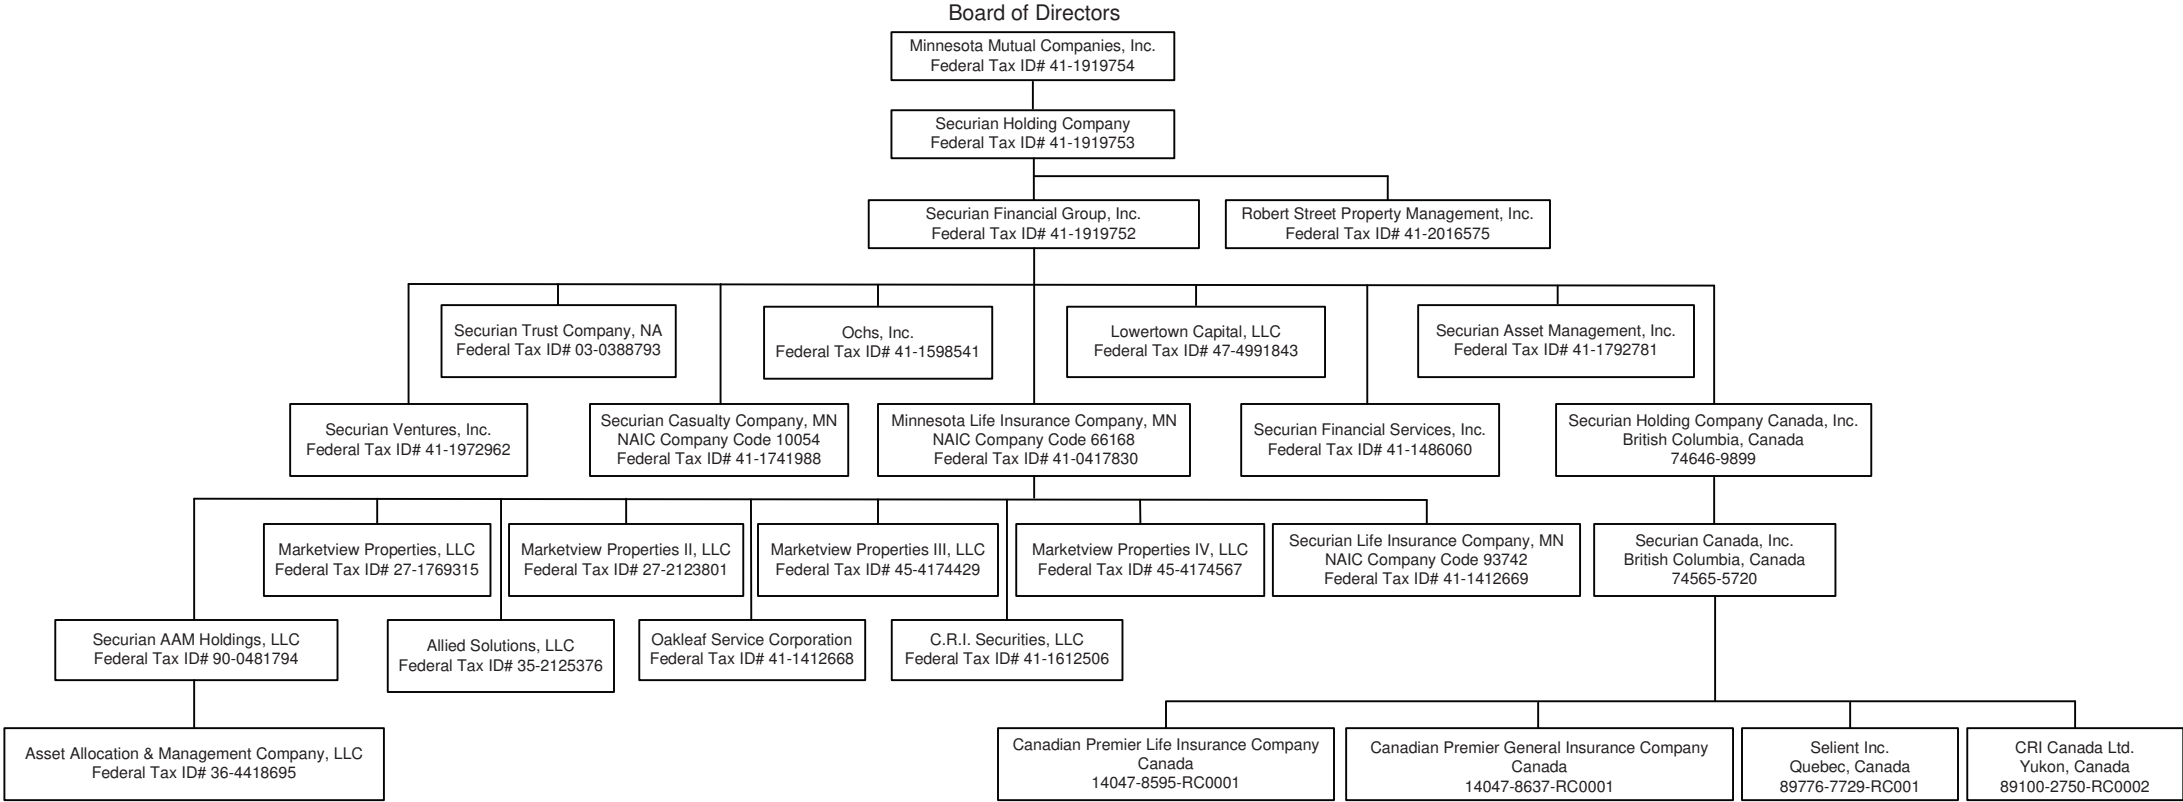 Board of Directors
Minnesota Mutual Companies, Inc.
Federal Tax ID# 41-1919754
Securian Holding Company
Federal Tax ID# 41-1919753
Securian Financial Group, Inc.
Federal Tax ID# 41-1919752
Robert Street Property Management, Inc.
Federal Tax ID# 41-2016575
Securian Trust Company, NA
Federal Tax ID# 03-0388793
Ochs, Inc.
Federal Tax ID# 41-1598541
Lowertown Capital, LLC
Federal Tax ID# 47-4991843
Securian Asset Management, Inc.
Federal Tax ID# 41-1792781
Securian Ventures, Inc.
Federal Tax ID# 41-1972962
Securian Casualty Company, MN
NAIC Company Code 10054
Federal Tax ID# 41-1741988
Minnesota Life Insurance Company, MN
NAIC Company Code 66168
Federal Tax ID# 41-0417830
Securian Financial Services, Inc.
Federal Tax ID# 41-1486060
Securian Holding Company Canada, Inc.
British Columbia, Canada
74646-9899
Marketview Properties, LLC
Federal Tax ID# 27-1769315
Marketview Properties II, LLC
Federal Tax ID# 27-2123801
Marketview Properties III, LLC
Federal Tax ID# 45-4174429
Marketview Properties IV, LLC
Federal Tax ID# 45-4174567
Securian Life Insurance Company, MN
NAIC Company Code 93742
Federal Tax ID# 41-1412669
Securian Canada, Inc.
British Columbia, Canada
74565-5720
Securian AAM Holdings, LLC
Federal Tax ID# 90-0481794
Allied Solutions, LLC
Federal Tax ID# 35-2125376
Oakleaf Service Corporation
Federal Tax ID# 41-1412668
C.R.I. Securities, LLC
Federal Tax ID# 41-1612506
Asset Allocation & Management Company, LLC
Federal Tax ID# 36-4418695
Canadian Premier Life Insurance Company
Canada
14047-8595-RC0001
Canadian Premier General Insurance Company
Canada
14047-8637-RC0001
Selient Inc.
Quebec, Canada
89776-7729-RC001
CRI Canada Ltd.
Yukon, Canada
89100-2750-RC0002